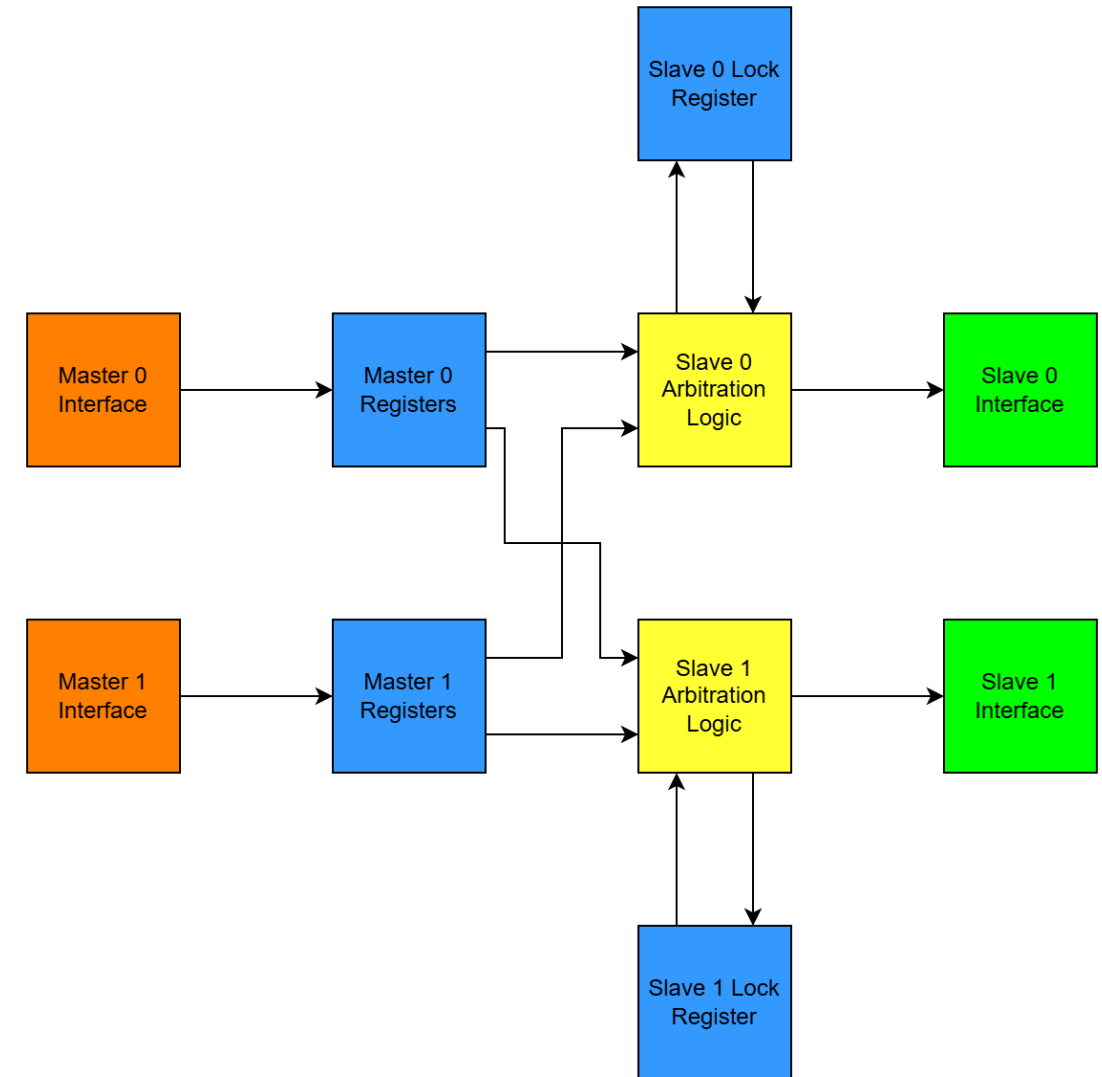 Slave 0 Lock
Register
Master 0
Interface
Master 0
Registers
Slave 0
Arbitration
Logic
Slave 0
Interface
Master 1
Interface
Master 1
Registers
Slave 1
Arbitration
Logic
Slave 1
Interface
Slave 1 Lock
Register